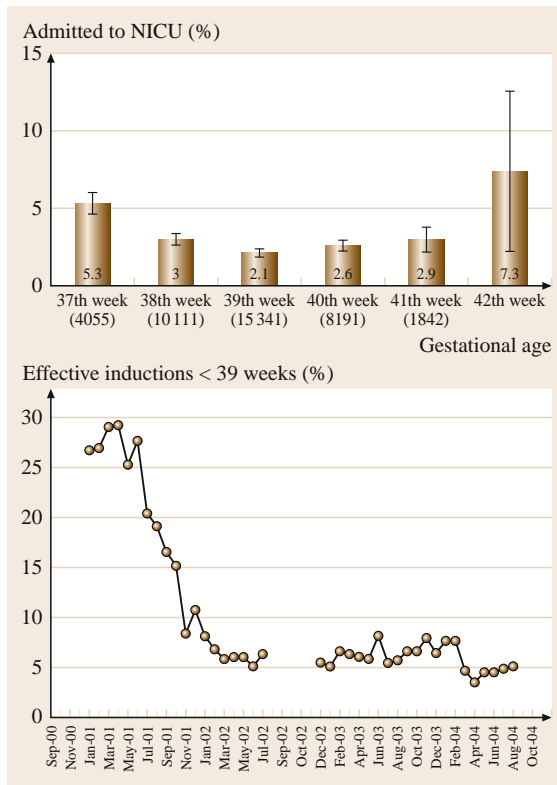 Admitted to NICU (%)
15
10
5
0
5.3 3 2.1 2.6 2.9 7.3
37th week 38th week 39th week 40th week 41th week 42th week
(4055) (10 111) (15 341) (8191) (1842)
Gestational age
Effective inductions < 39 weeks (%)
30
25
20
15
10
5
0
Sep-00
Nov-00
Jan-01
Mar-01
May-01
Jul-01
Sep-01
Nov-01
Jan-02
Mar-02
May-02
Jul-02
Sep-02
Oct-02
Dec-02
Feb-03
Apr-03
Jun-03
Aug-03
Oct-03
Dec-03
Feb-04
Apr-04
Jun-04
Aug-04
Oct-04